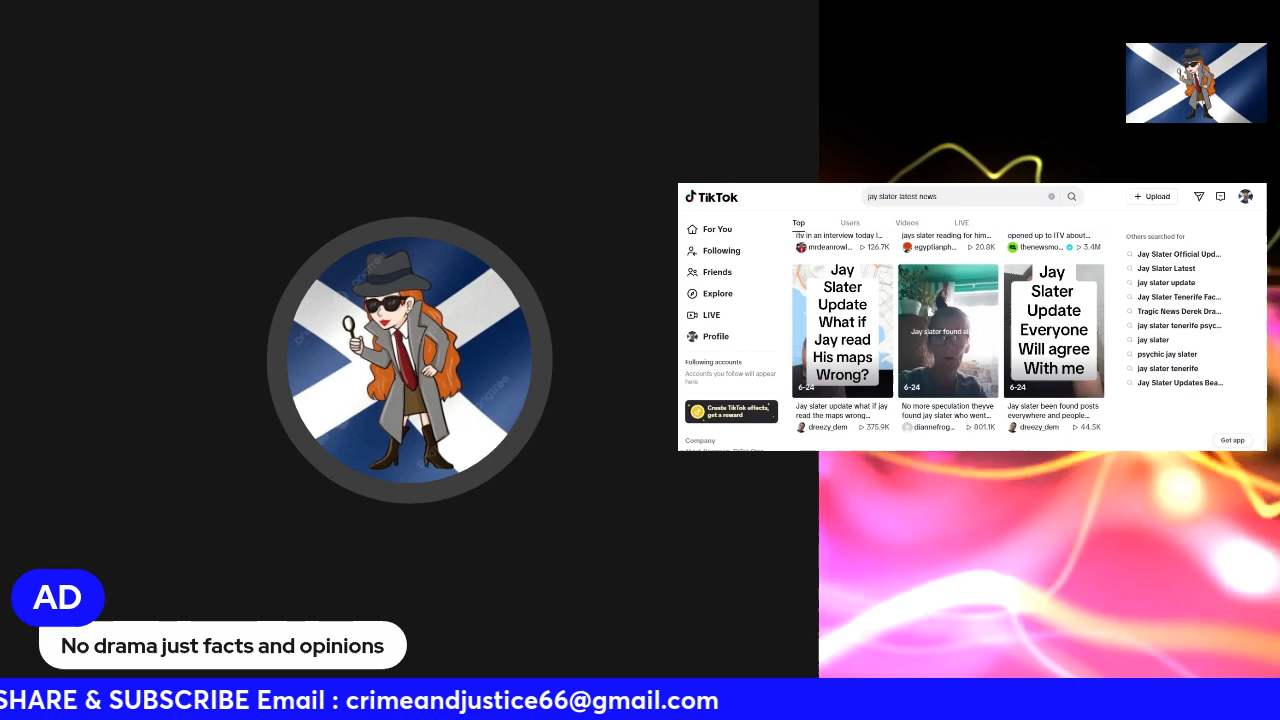 TikTok
jay slater latest news
Upload
Top
Users
Videos
LIVE
For You
Following
Friends
Explore
LIVE
Profile
Following accounts
Accounts you follow will appear
here
Create TikTok effects,
get a reward
Company
itv in an interview today I...
mrdeanrowl...
126.7K
jays slater reading for him...
egyptianph...
20.8K
opened up to ITV about...
thenewsmo...
3.4M
Jay
Slater
Update
What if
Jay read
His maps
Wrong?
6-24
Jay slater update what if jay
read the maps wrong...
dreezy_dem
375.9K
Jay slater found al
6-24
No more speculation theyve
found jay slater who went...
diannefrog...
801.1K
Jay
Slater
Update
Everyone
Will agree
With me
6-24
Jay slater been found posts
everywhere and people...
dreezy_dem
44.5K
Others searched for
Jay Slater Official Upd...
Jay Slater Latest
jay slater update
Jay Slater Tenerife Fac...
Tragic News Derek Dra...
jay slater tenerife psyc...
jay slater
psychic jay slater
jay slater tenerife
Jay Slater Updates Bea...
Get app
AD
No drama just facts and opinions
SHARE & SUBSCRIBE Email : crimeandjustice66@gmail.com